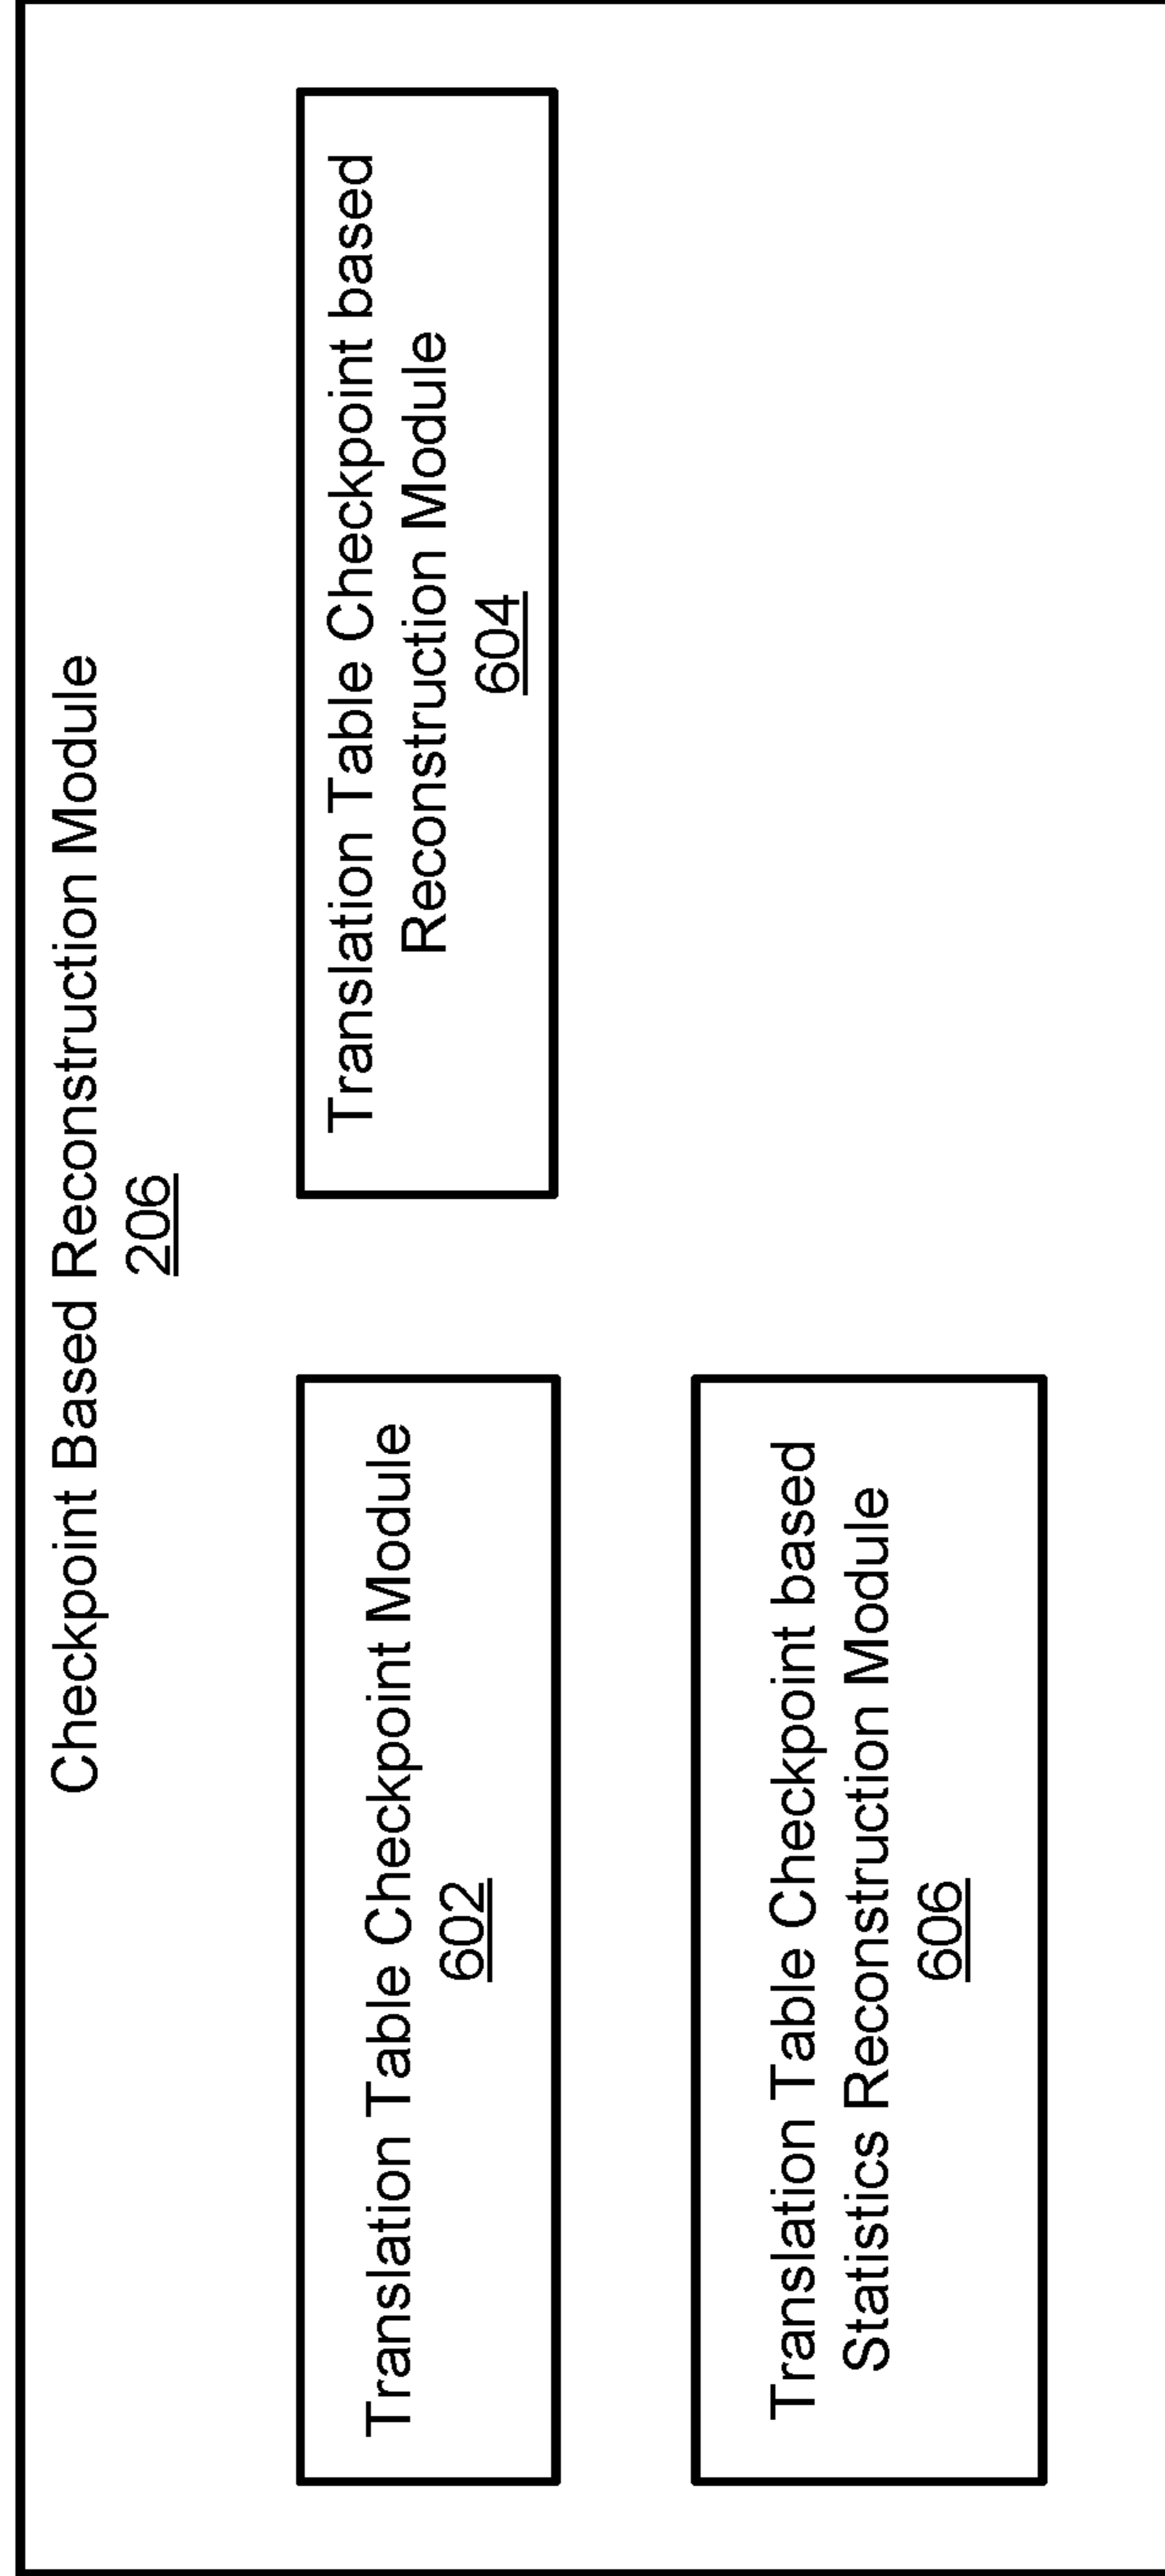 Checkpoint Based Reconstruction Module
206
Translation Table Checkpoint Module
602
Translation Table Checkpoint based
Reconstruction Module
604
Translation Table Checkpoint based
Statistics Reconstruction Module
606